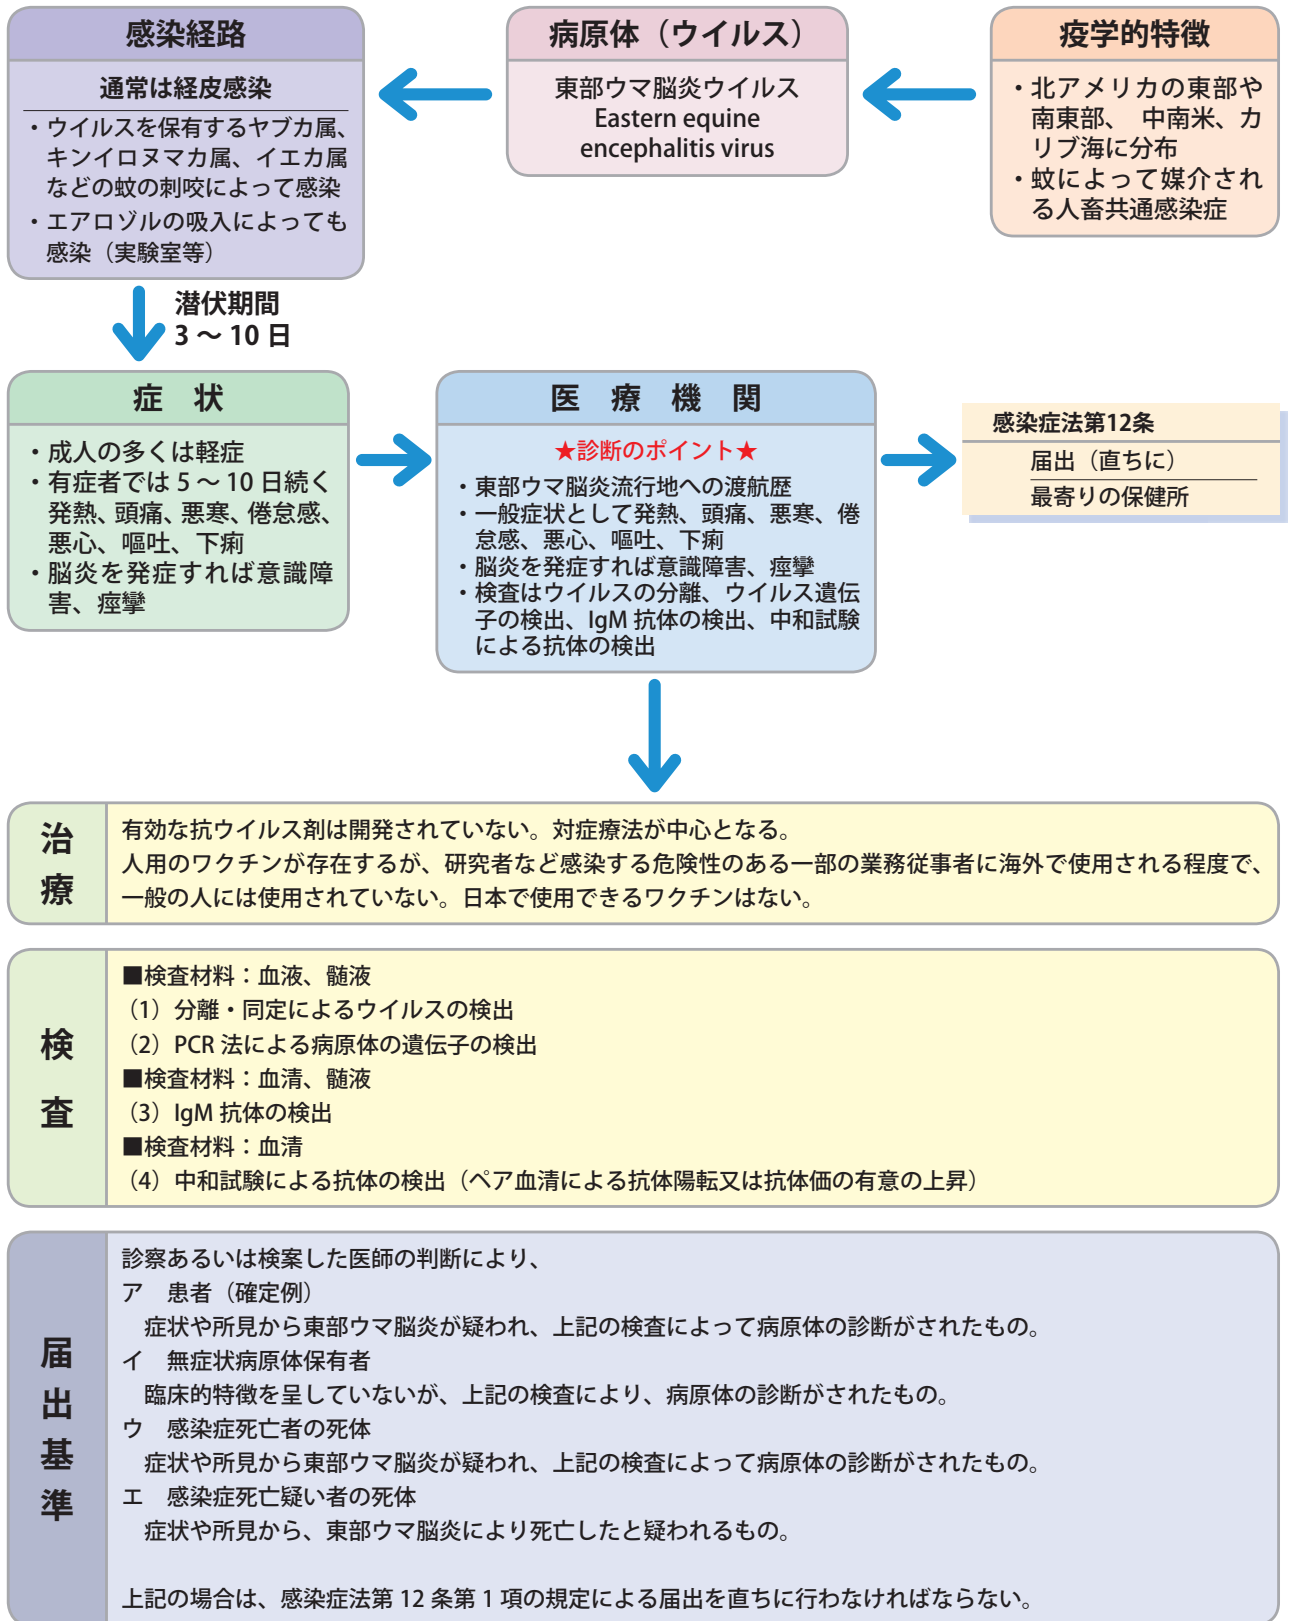 感染経路
通常は経皮感染
・ウイルスを保有するヤブカ属、
キンイロヌマカ属、イエカ属
などの蚊の刺咬によって感染
・エアロゾルの吸入によっても
感染（実験室等）
病原体（ウイルス）
東部ウマ脳炎ウイルス
Eastern equine
encephalitis virus
疫学的特徴
・北アメリカの東部や
南東部、 中南米、カ
リブ海に分布
・蚊によって媒介され
る人畜共通感染症
潜伏期間
3 ～ 10 日
症　状
・成人の多くは軽症
・有症者では 5 ～ 10 日続く
発熱、頭痛、悪寒、倦怠感、
悪心、嘔吐、下痢
・脳炎を発症すれば意識障
害、痙攣
医　療　機　関
★診断のポイント★
・東部ウマ脳炎流行地への渡航歴
・一般症状として発熱、頭痛、悪寒、倦
怠感、悪心、嘔吐、下痢
・脳炎を発症すれば意識障害、痙攣
・検査はウイルスの分離、ウイルス遺伝
子の検出、IgM 抗体の検出、中和試験
による抗体の検出
感染症法第12条
届出（直ちに）
最寄りの保健所
治療
有効な抗ウイルス剤は開発されていない。対症療法が中心となる。
人用のワクチンが存在するが、研究者など感染する危険性のある一部の業務従事者に海外で使用される程度で、
一般の人には使用されていない。日本で使用できるワクチンはない。
検査
■検査材料：血液、髄液
（1）分離・同定によるウイルスの検出
（2）PCR 法による病原体の遺伝子の検出
■検査材料：血清、髄液
（3）IgM 抗体の検出
■検査材料：血清
（4）中和試験による抗体の検出（ペア血清による抗体陽転又は抗体価の有意の上昇）
届出基準
診察あるいは検案した医師の判断により、
ア　患者（確定例）
症状や所見から東部ウマ脳炎が疑われ、上記の検査によって病原体の診断がされたもの。
イ　無症状病原体保有者
臨床的特徴を呈していないが、上記の検査により、病原体の診断がされたもの。
ウ　感染症死亡者の死体
症状や所見から東部ウマ脳炎が疑われ、上記の検査によって病原体の診断がされたもの。
エ　感染症死亡疑い者の死体
症状や所見から、東部ウマ脳炎により死亡したと疑われるもの。
上記の場合は、感染症法第 12 条第 1 項の規定による届出を直ちに行わなければならない。